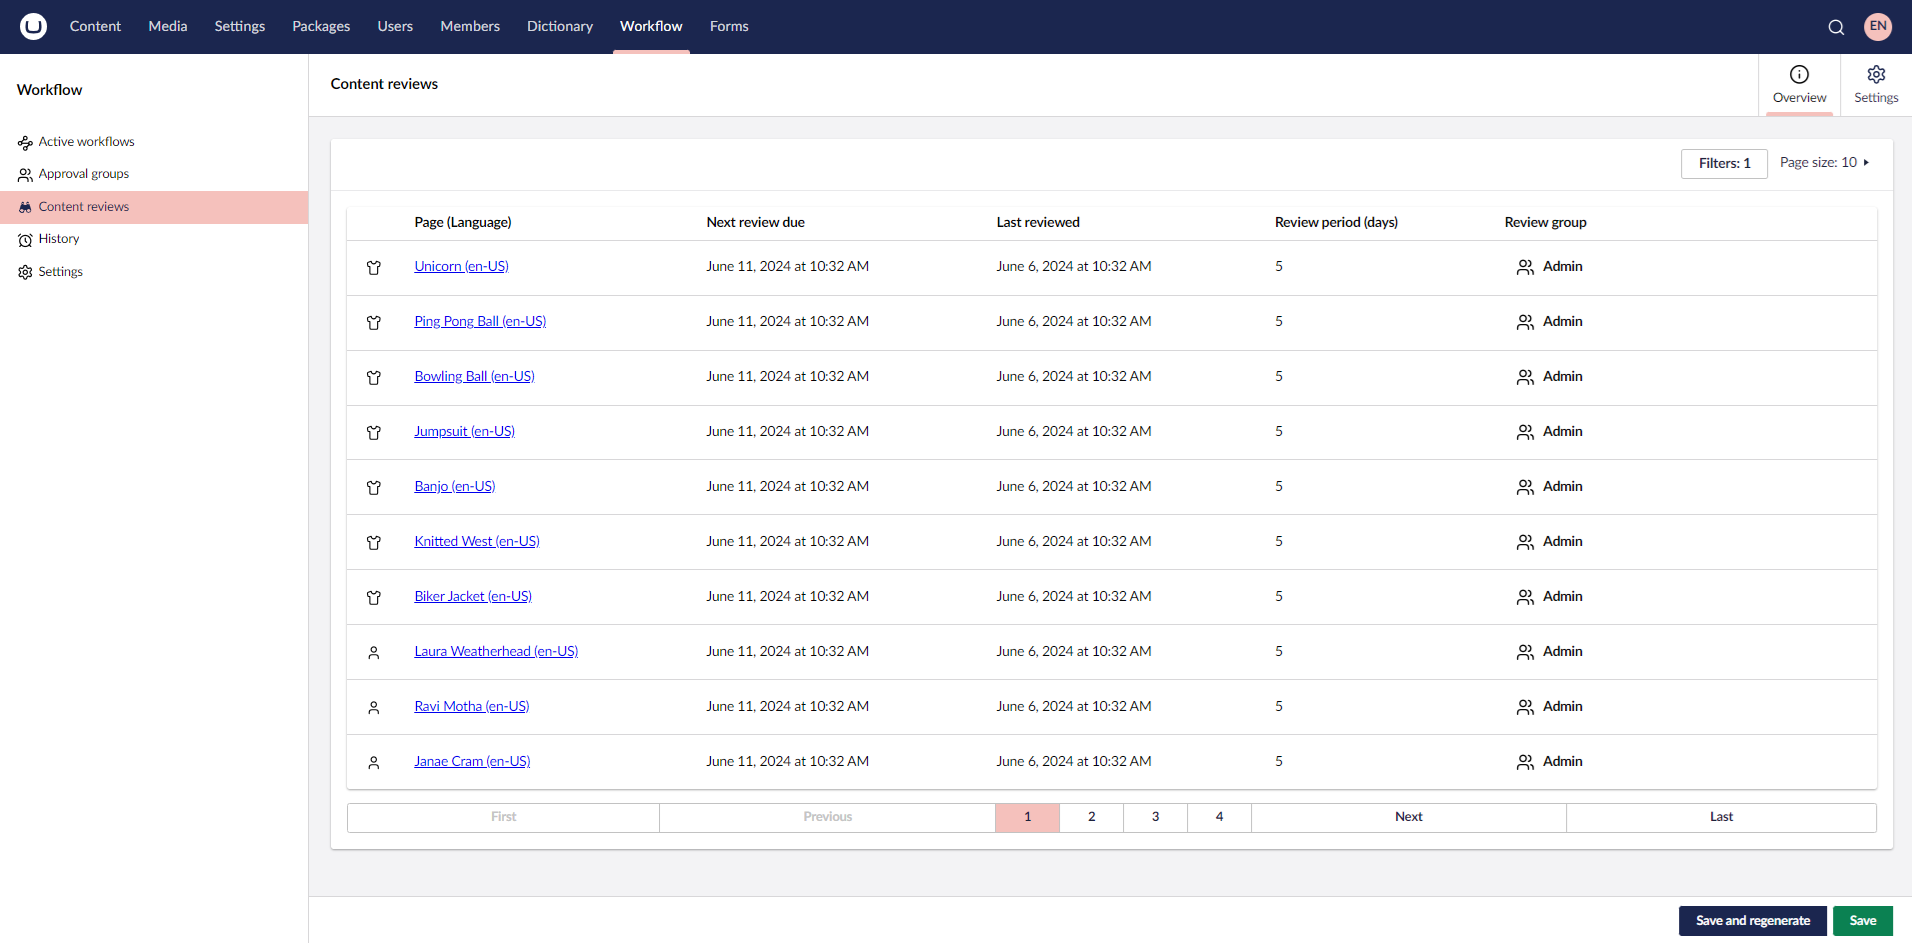 Content Media Settings Packages Users Members Dictionary Workflow Forms EN
Workflow
Active workflows
Approval groups
Content reviews
History
Settings
Content reviews
Overview
Settings
Filters: 1 Page size: 10
Page (Language) Next review due Last reviewed Review period (days) Review group
Unicorn (en-US) June 11, 2024 at 10:32 AM June 6, 2024 at 10:32 AM 5 Admin
Ping Pong Ball (en-US) June 11, 2024 at 10:32 AM June 6, 2024 at 10:32 AM 5 Admin
Bowling Ball (en-US) June 11, 2024 at 10:32 AM June 6, 2024 at 10:32 AM 5 Admin
Jumpsuit (en-US) June 11, 2024 at 10:32 AM June 6, 2024 at 10:32 AM 5 Admin
Banjo (en-US) June 11, 2024 at 10:32 AM June 6, 2024 at 10:32 AM 5 Admin
Knitted West (en-US) June 11, 2024 at 10:32 AM June 6, 2024 at 10:32 AM 5 Admin
Biker Jacket (en-US) June 11, 2024 at 10:32 AM June 6, 2024 at 10:32 AM 5 Admin
Laura Weatherhead (en-US) June 11, 2024 at 10:32 AM June 6, 2024 at 10:32 AM 5 Admin
Ravi Motha (en-US) June 11, 2024 at 10:32 AM June 6, 2024 at 10:32 AM 5 Admin
Janae Cram (en-US) June 11, 2024 at 10:32 AM June 6, 2024 at 10:32 AM 5 Admin
First Previous 1 2 3 4 Next Last
Save and regenerate Save